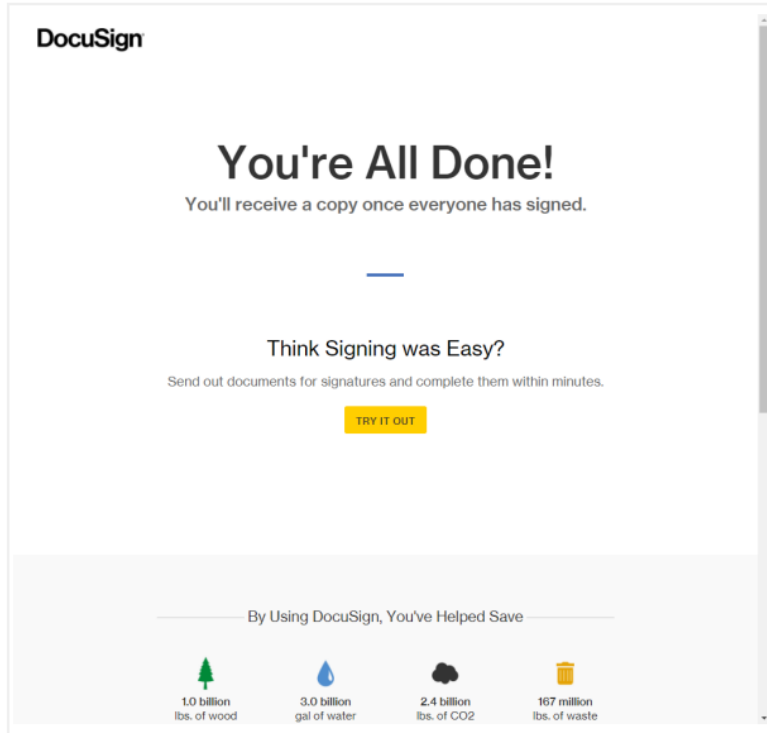 DocuSign
You're All Done!
You'll receive a copy once everyone has signed.
Think Signing was Easy?
Send out documents for signatures and complete them within minutes.
TRY IT OUT
By Using DocuSign, You've Helped Save
1.0 billion
lbs. of wood
3.0 billion
gal of water
2.4 billion
lbs. of CO2
167 million
lbs. of waste